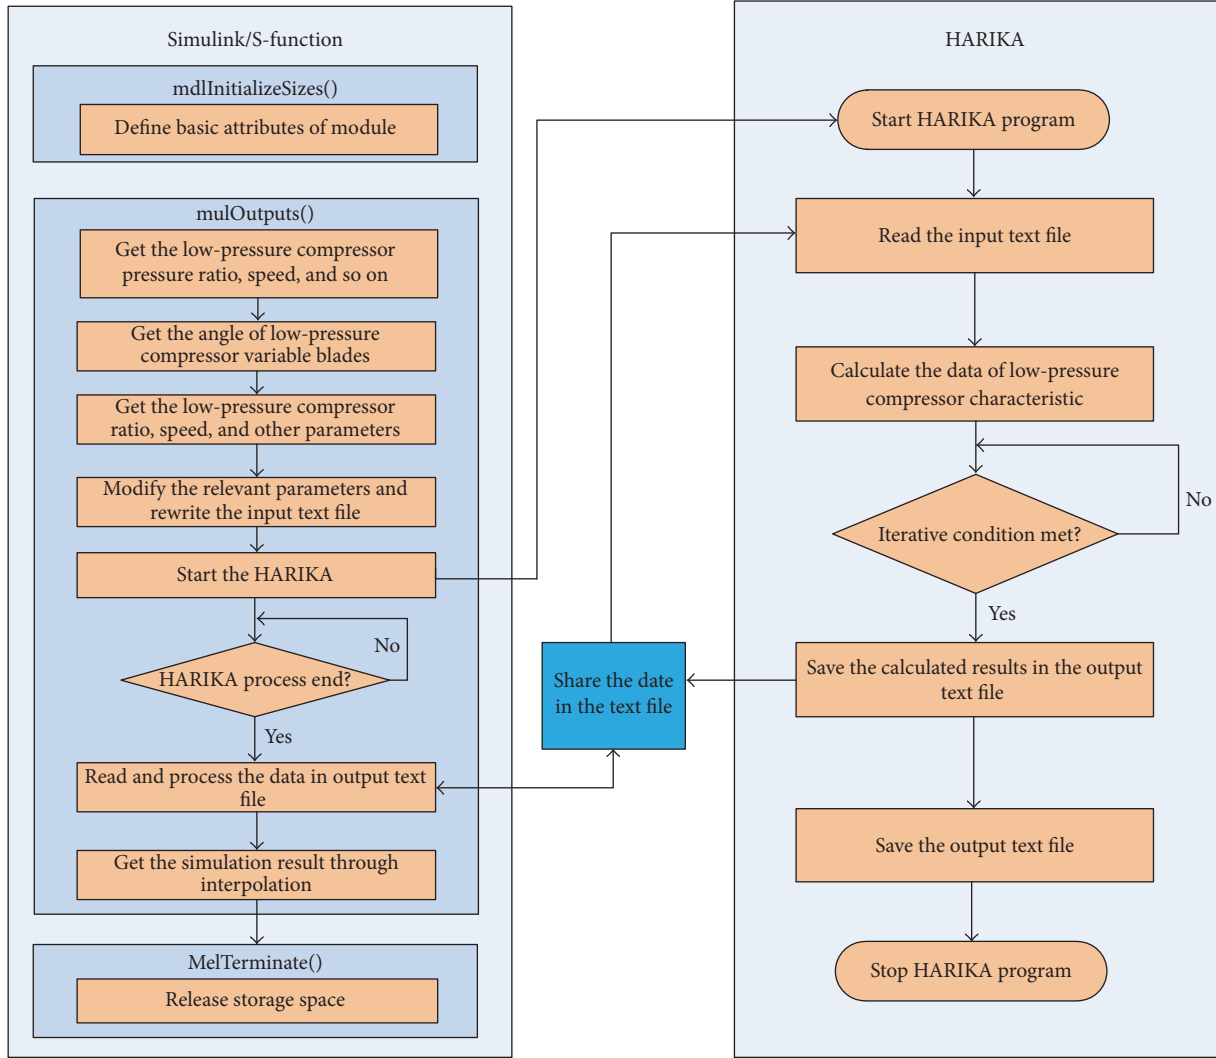 Simulink/S-function
mdlInitializeSizes()
Define basic attributes of module
mulOutputs()
Get the low-pressure compressor
pressure ratio, speed, and so on
Get the angle of low-pressure
compressor variable blades
Get the low-pressure compressor
ratio, speed, and other parameters
Modify the relevant parameters and
rewrite the input text file
Start the HARIKA
No
HARIKA process end?
Yes
Read and process the data in output text
file
Get the simulation result through
interpolation
MelTerminate()
Release storage space
Share the date
in the text file
HARIKA
Start HARIKA program
Read the input text file
Calculate the data of low-pressure
compressor characteristic
No
Iterative condition met?
Yes
Save the calculated results in the output
text file
Save the output text file
Stop HARIKA program